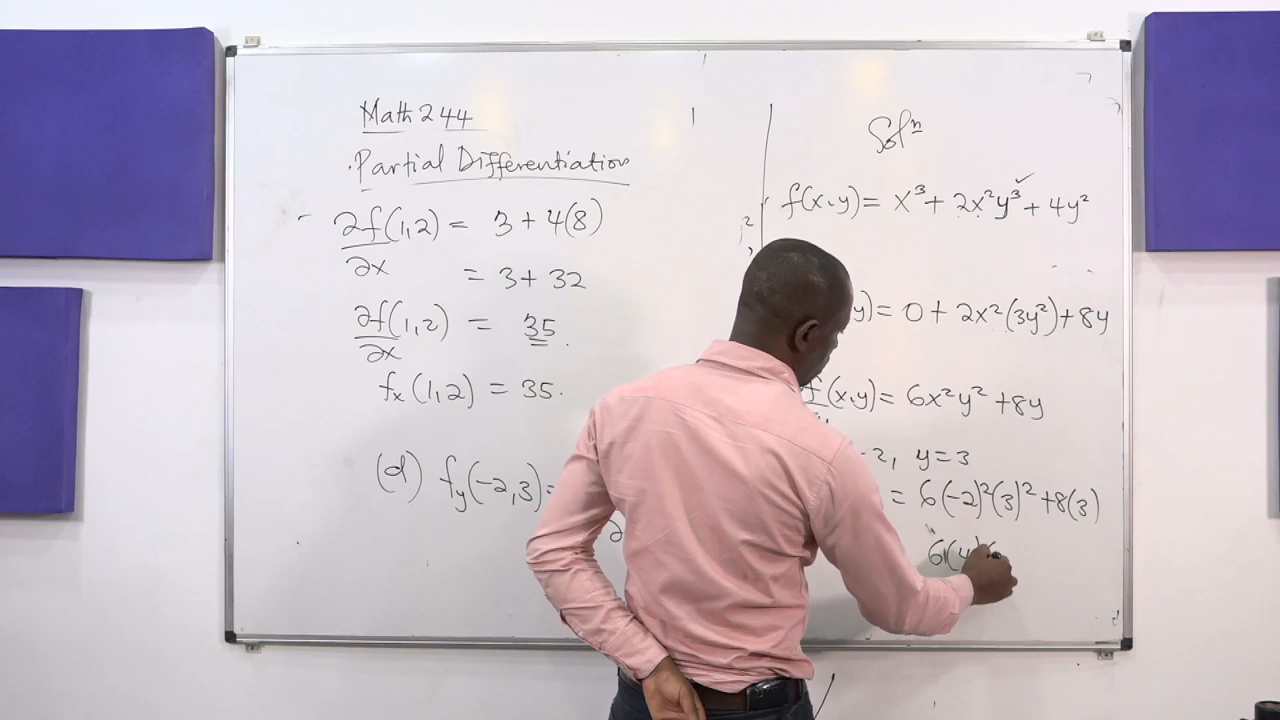 Math 244
Partial Differentiation
∂f/∂x (1,2) = 3 + 4(8)
= 3 + 32
∂f/∂x (1,2) = 35.
fx (1,2) = 35.
(d) fy(-2,3) =
∂
Solⁿ
f(x,y) = x³ + 2x²y³ + 4y²
y) = 0 + 2x²(3y²) + 8y
f(x,y) = 6x²y² + 8y
-2, y = 3
= 6(-2)²(3)² + 8(3)
6(4)(